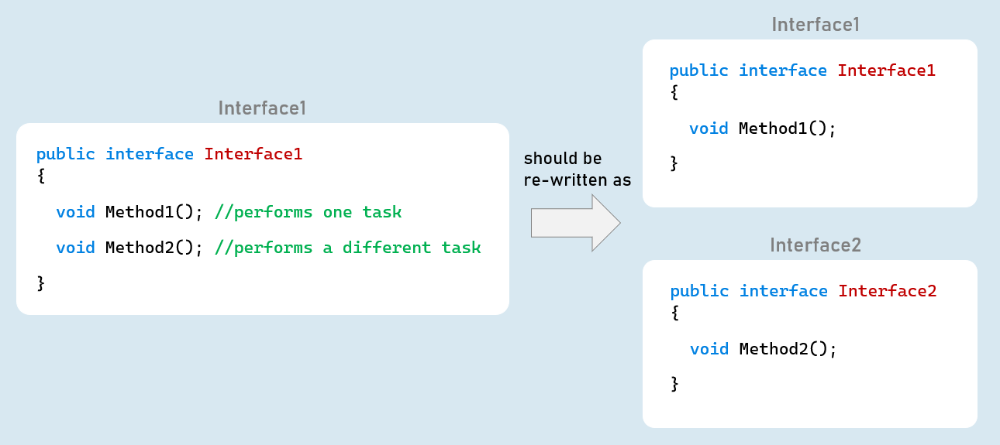 Interface1
public interface Interface1
{
void Method1(); //performs one task
void Method2(); //performs a different task
}
should be
re-written as
Interface1
public interface Interface1
{
void Method1();
}
Interface2
public interface Interface2
{
void Method2();
}